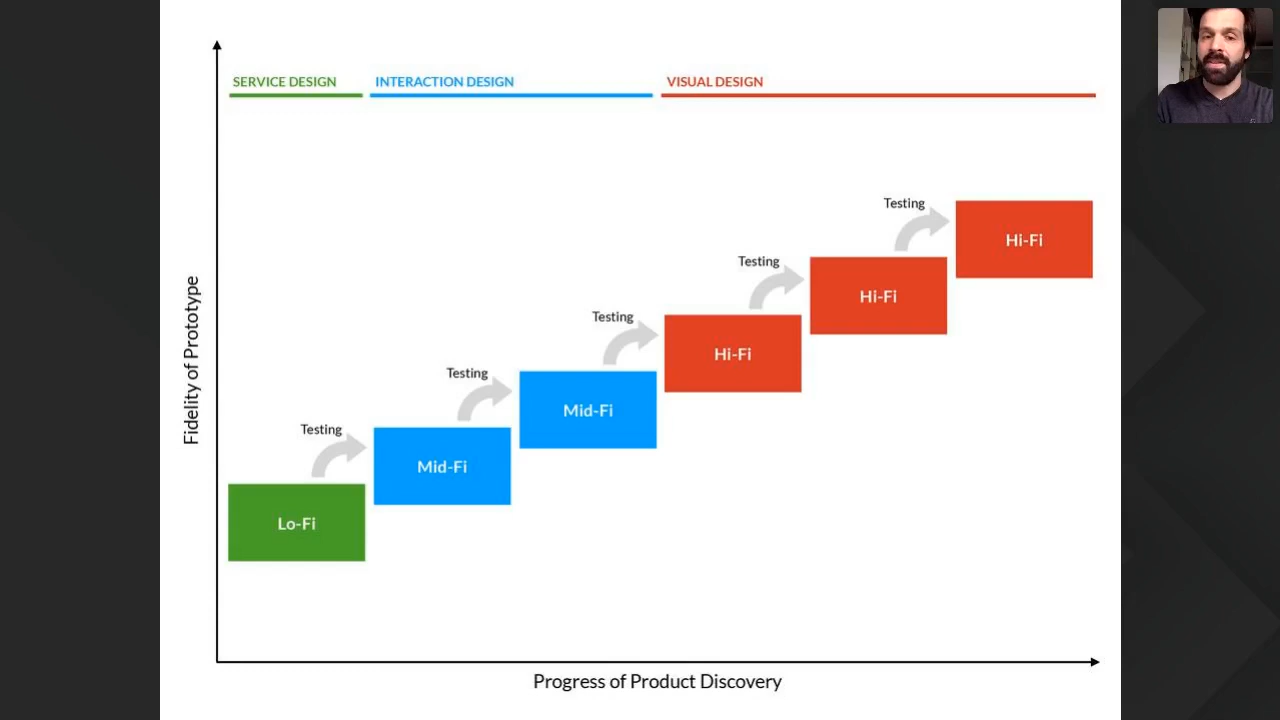 SERVICE DESIGN
INTERACTION DESIGN
VISUAL DESIGN
Fidelity of Prototype
Testing
Hi-Fi
Testing
Hi-Fi
Testing
Hi-Fi
Testing
Mid-Fi
Testing
Mid-Fi
Lo-Fi
Progress of Product Discovery